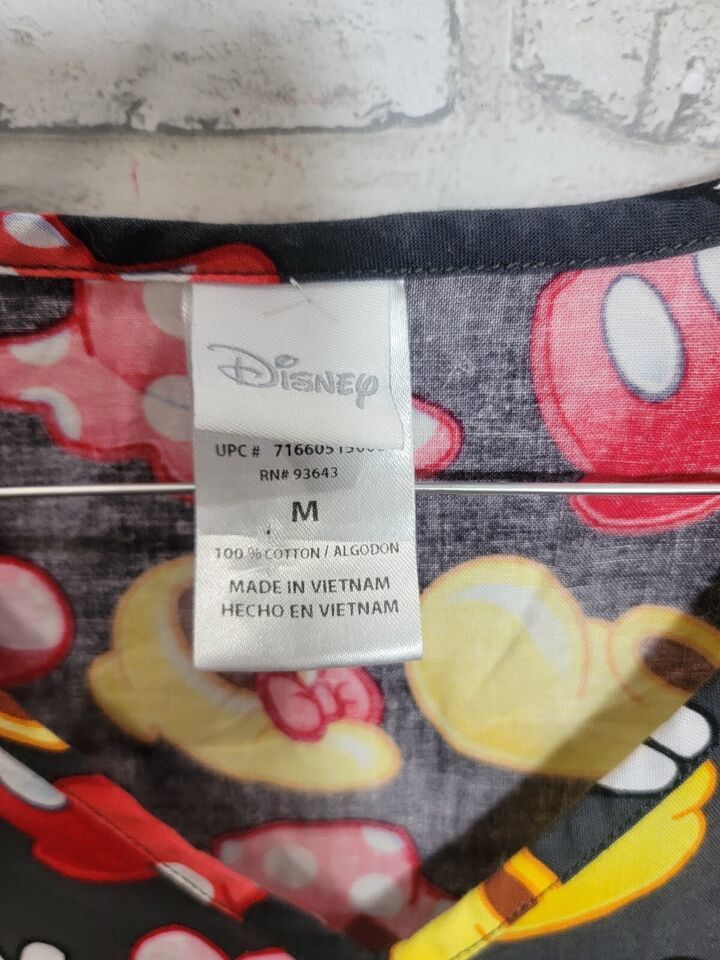 Disney
UPC #
RN# 93643
M
100 % COTTON / ALGODON
MADE IN VIETNAM
HECHO EN VIETNAM